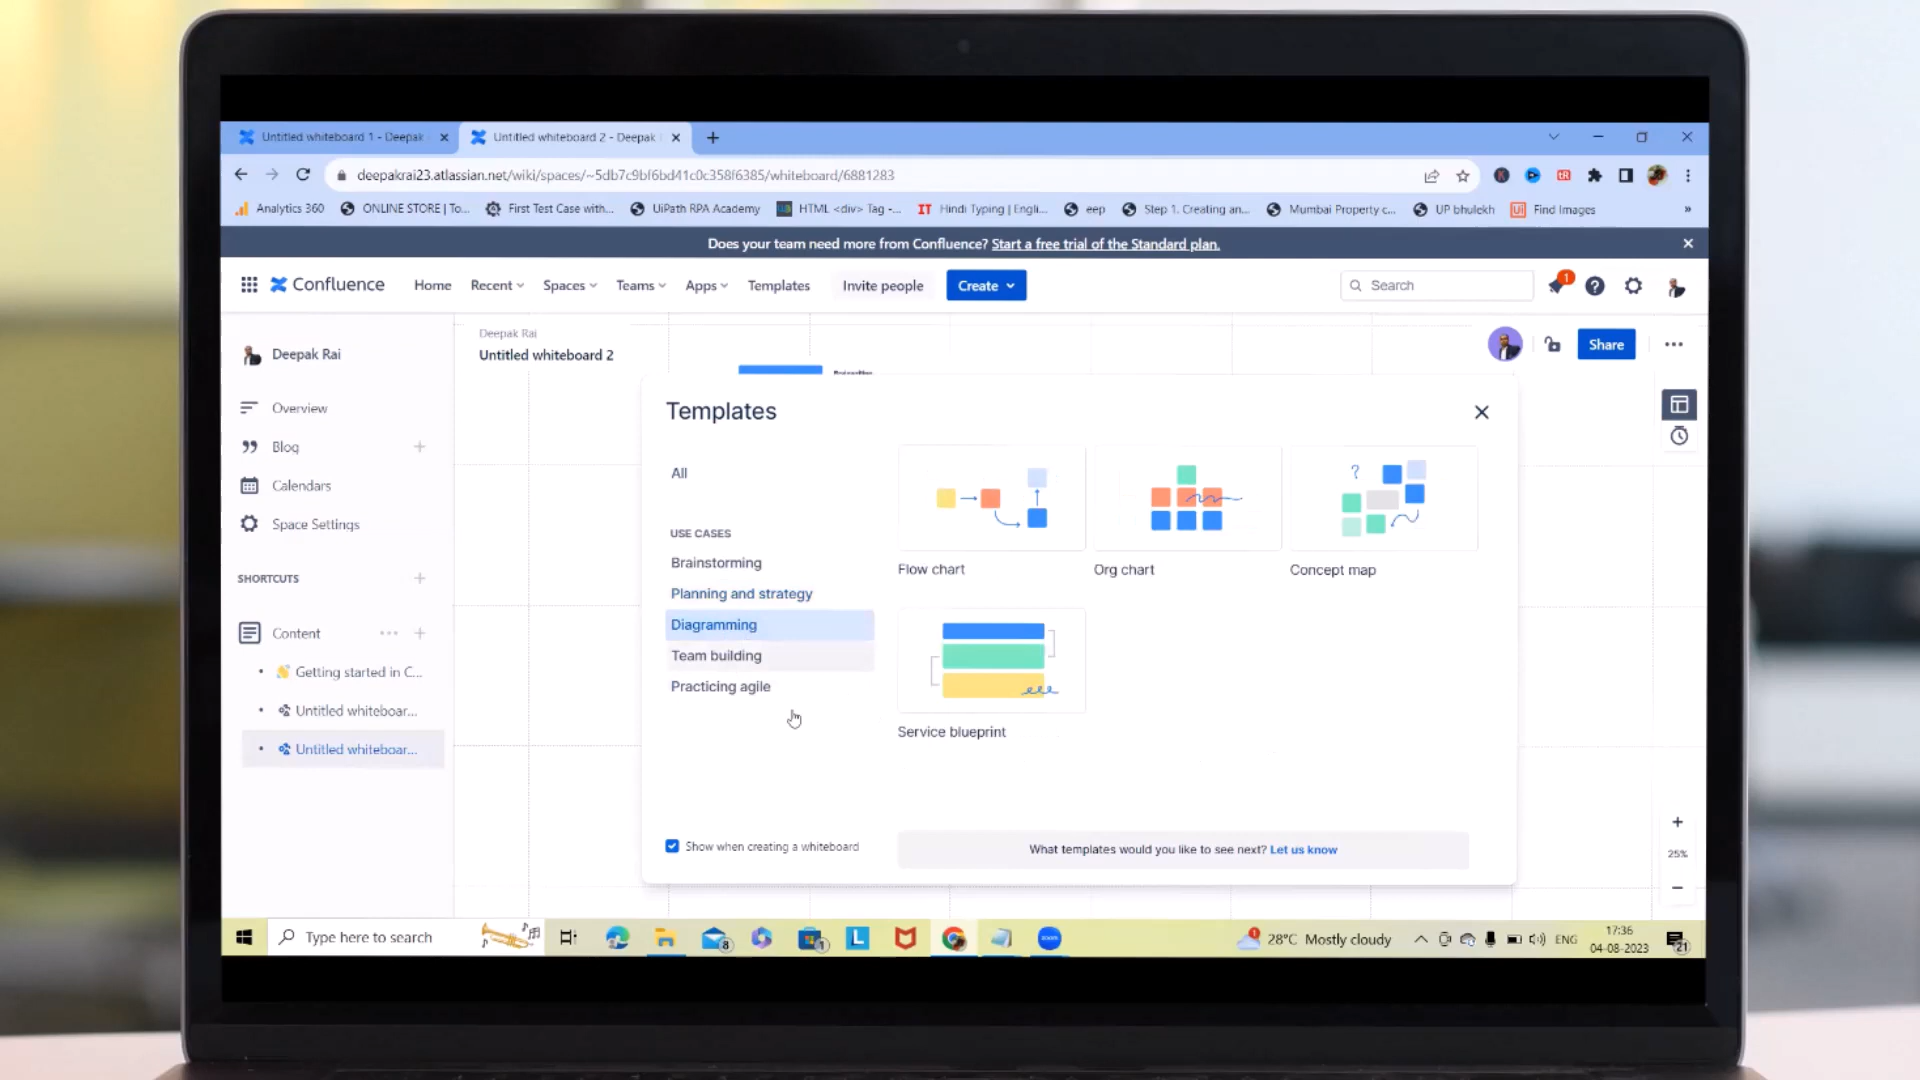 Untitled whiteboard 1 - Deepak
Untitled whiteboard 2 - Deepak
deepakrai23.atlassian.net/wiki/spaces/~5db7c9bf6bd41c0c358f6385/whiteboard/6881283
Analytics 360
ONLINE STORE | To...
First Test Case with...
UiPath RPA Academy
HTML <div> Tag -...
Hindi Typing | Engli...
eep
Step 1. Creating an...
Mumbai Property c...
UP bhulekh
Find Images
Does your team need more from Confluence? Start a free trial of the Standard plan.
Confluence
Home
Recent
Spaces
Teams
Apps
Templates
Invite people
Create
Search
1
Deepak Rai
Overview
Blog
Calendars
Space Settings
SHORTCUTS
Content
Getting started in C...
Untitled whiteboar...
Untitled whiteboar...
Deepak Rai
Untitled whiteboard 2
Share
Templates
All
USE CASES
Brainstorming
Planning and strategy
Diagramming
Team building
Practicing agile
Flow chart
Org chart
Concept map
Service blueprint
Show when creating a whiteboard
What templates would you like to see next? Let us know
25%
Type here to search
28°C Mostly cloudy
ENG
17:36
04-08-2023
21